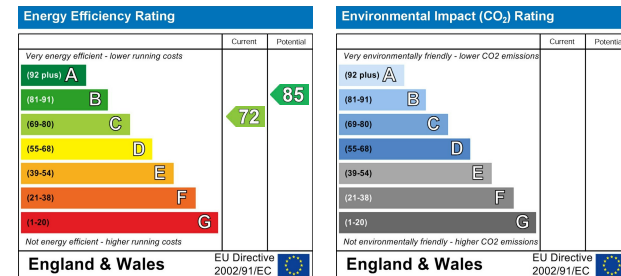 Energy Efficiency Rating
Current Potential
Very energy efficient - lower running costs
(92 plus) A
(81-91) B
(69-80) C
(55-68) D
(39-54) E
(21-38) F
(1-20) G
72
85
Not energy efficient - higher running costs
England & Wales
EU Directive
2002/91/EC
Environmental Impact (CO₂) Rating
Current Potentia
Very environmentally friendly - lower CO2 emissions
(92 plus) A
(81-91) B
(69-80) C
(55-68) D
(39-54) E
(21-38) F
(1-20) G
Not environmentally friendly - higher CO2 emissions
England & Wales
EU Directive
2002/91/EC